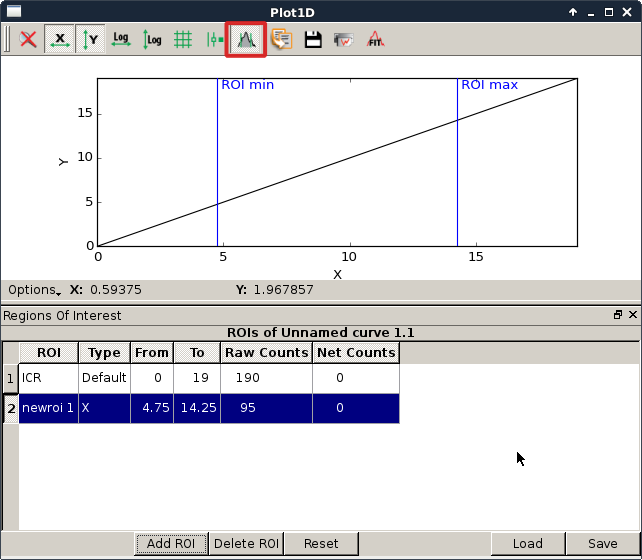 Plot1D
X Y Log Log FIT
ROI min ROI max
15
10
5
0
Y
0 5 10 15
X
Options X: 0.59375 Y: 1.967857
Regions Of Interest
ROIs of Unnamed curve 1.1
ROI Type From To Raw Counts Net Counts
1 ICR Default 0 19 190 0
2 newroi 1 X 4.75 14.25 95 0
Add ROI Delete ROI Reset Load Save